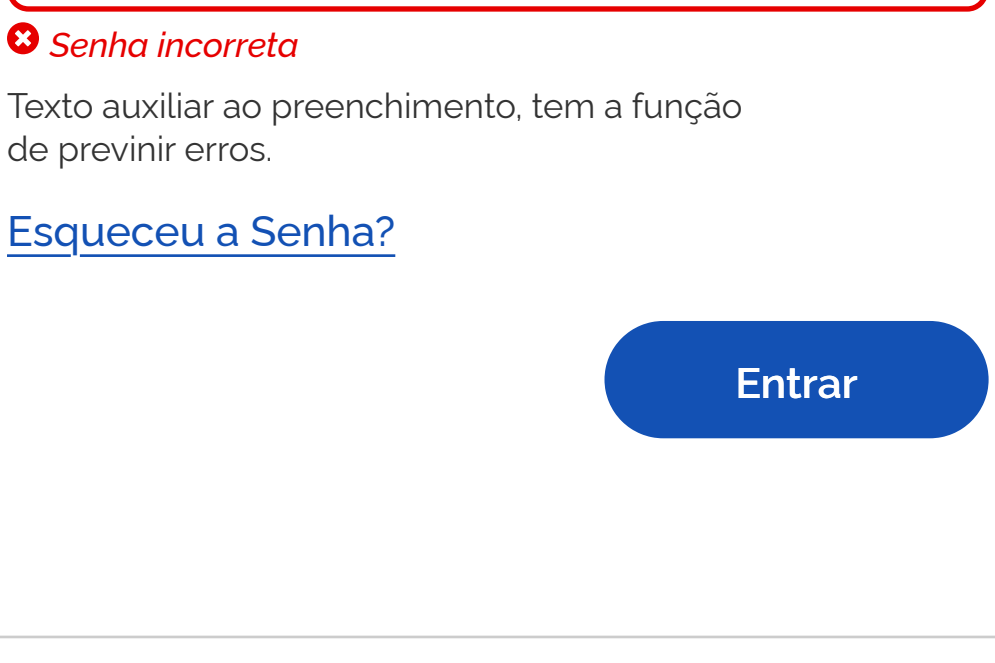 Senha incorreta
Texto auxiliar ao preenchimento, tem a função
de previnir erros.
Esqueceu a Senha?
Entrar